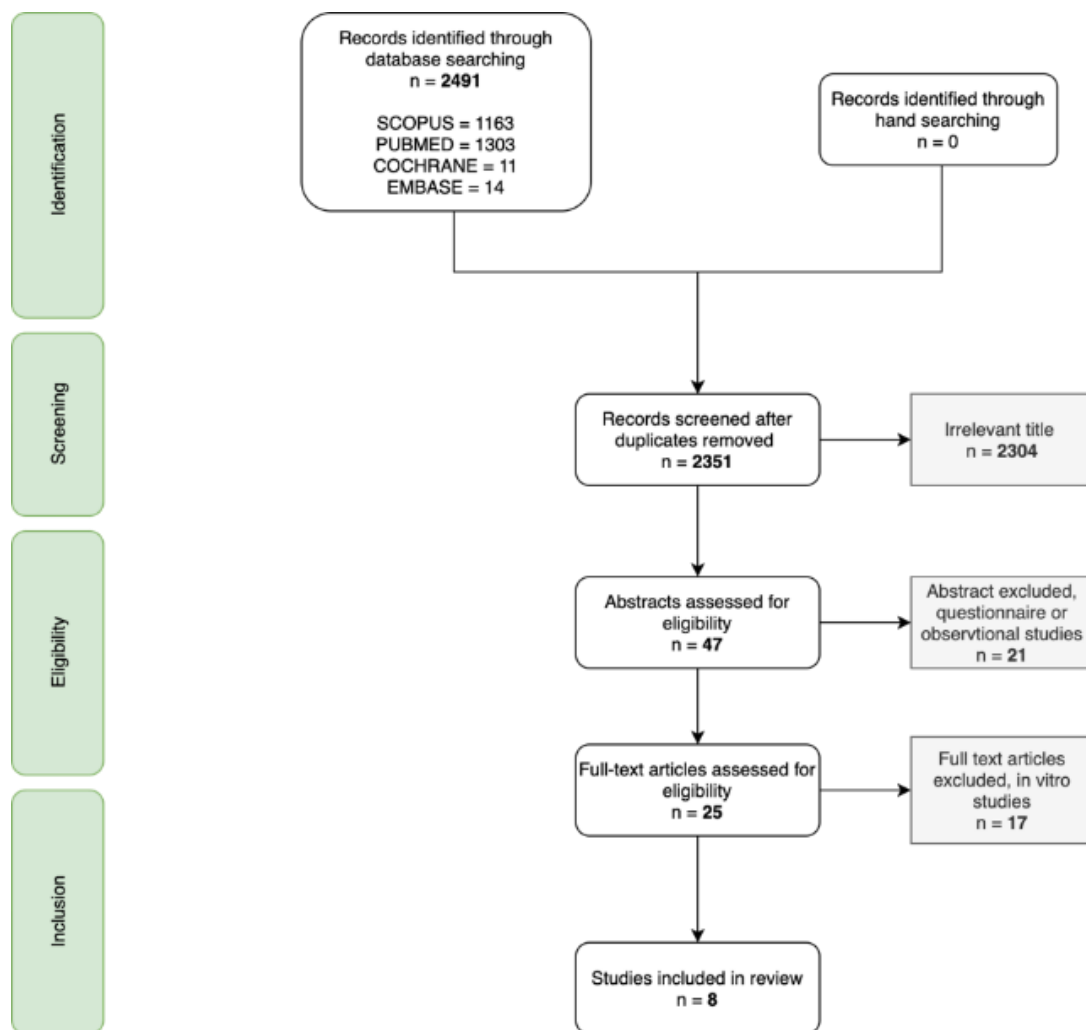 Identification
Records identified through
database searching
n = 2491
SCOPUS = 1163
PUBMED = 1303
COCHRANE = 11
EMBASE = 14
Records identified through
hand searching
n = 0
Screening
Records screened after
duplicates removed
n = 2351
Irrelevant title
n = 2304
Eligibility
Abstracts assessed for
eligibility
n = 47
Abstract excluded,
questionnaire or
observtional studies
n = 21
Full-text articles assessed for
eligibility
n = 25
Full text articles
excluded, in vitro
studies
n = 17
Inclusion
Studies included in review
n = 8